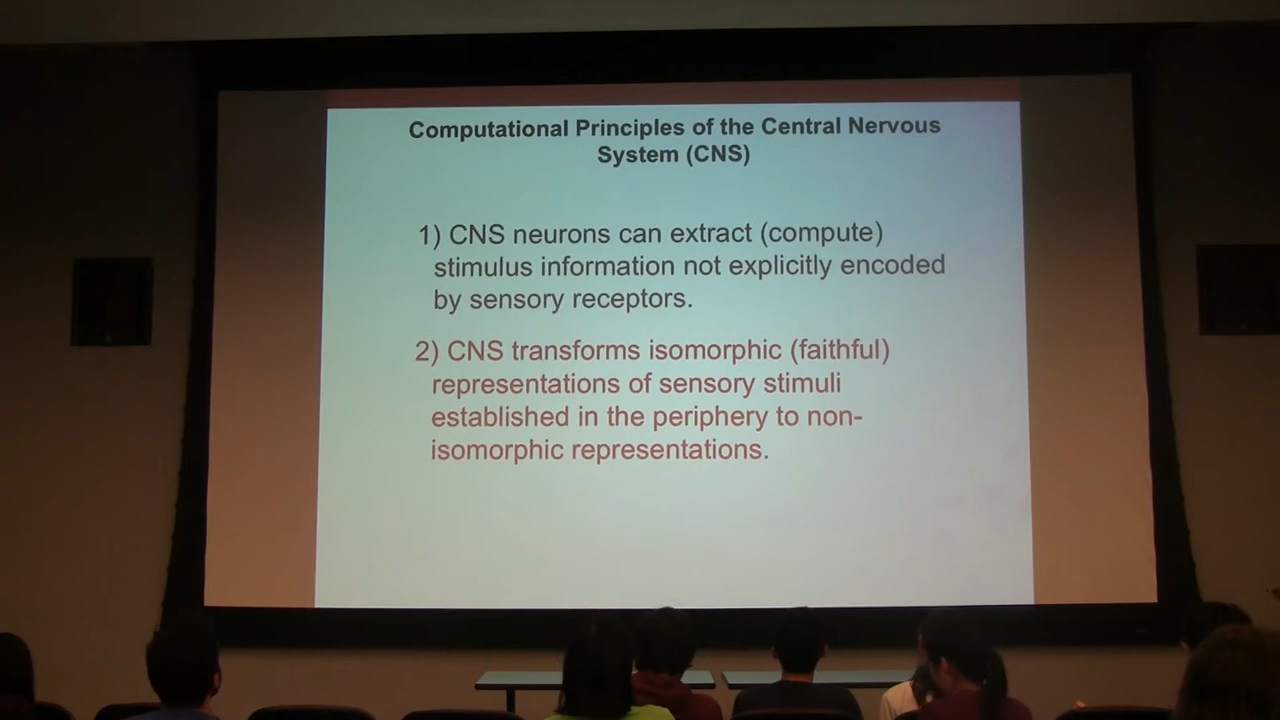 Computational Principles of the Central Nervous
System (CNS)
1) CNS neurons can extract (compute)
stimulus information not explicitly encoded
by sensory receptors.
2) CNS transforms isomorphic (faithful)
representations of sensory stimuli
established in the periphery to non-
isomorphic representations.